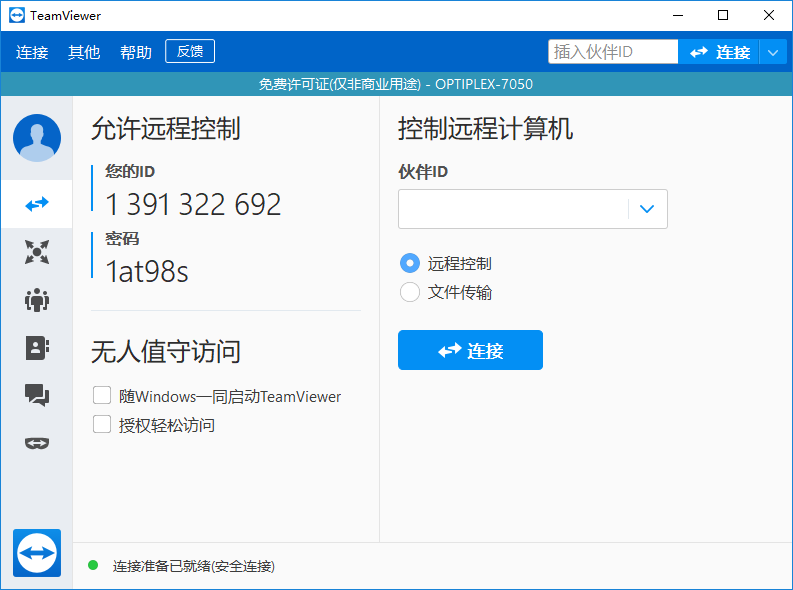 TeamViewer
连接 其他 帮助 反馈 插入伙伴ID 连接
免费许可证(仅非商业用途) - OPTIPLEX-7050
允许远程控制
您的ID
1 391 322 692
密码
1at98s
无人值守访问
随Windows一同启动TeamViewer
授权轻松访问
控制远程计算机
伙伴ID
远程控制
文件传输
连接
连接准备已就绪(安全连接)